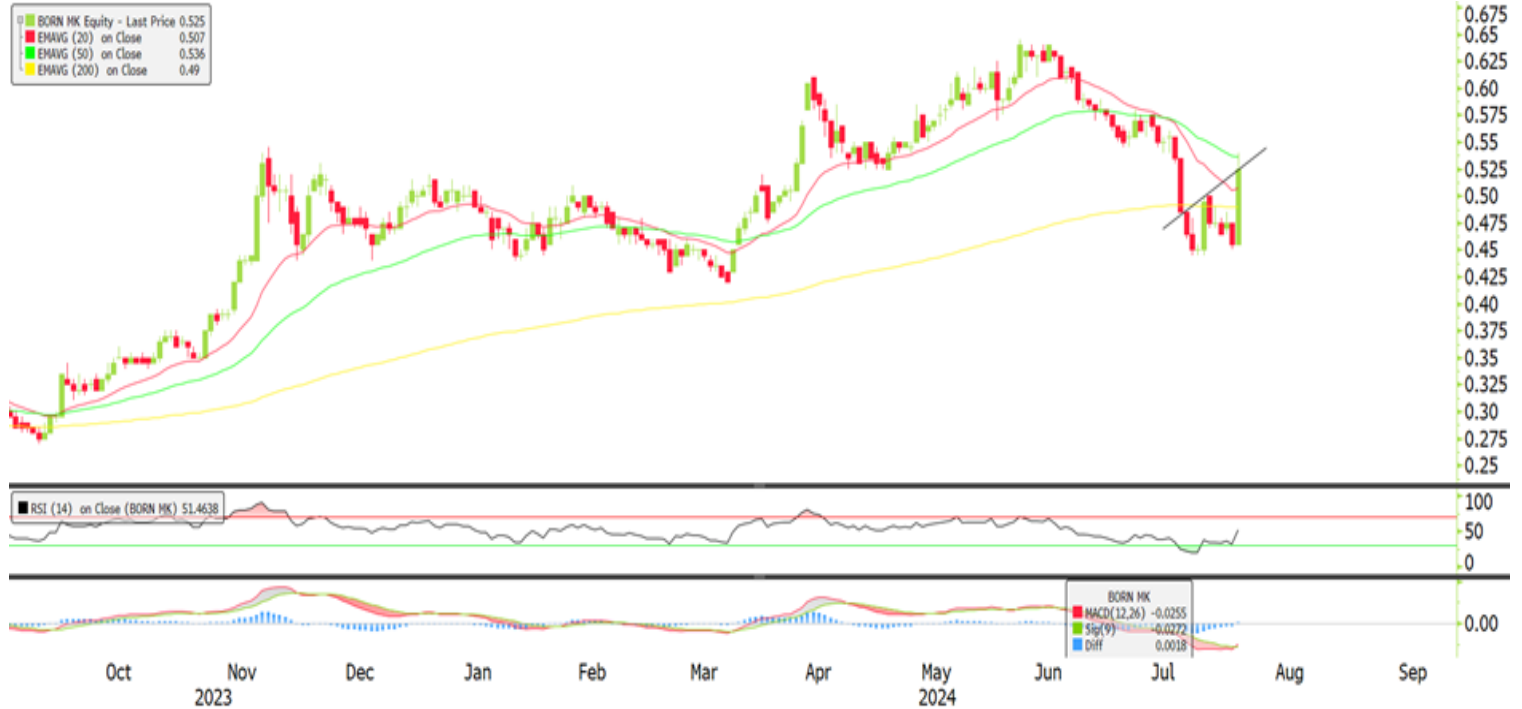 BORN MK Equity - Last Price 0.525
EMAVG (20) on Close 0.507
EMAVG (50) on Close 0.536
EMAVG (200) on Close 0.49
0.675
0.65
0.625
0.60
0.575
0.55
0.525
0.50
0.475
0.45
0.425
0.40
0.375
0.35
0.325
0.30
0.275
0.25
RSI (14) on Close (BORN MK) 51.4638
100
50
0
BORN MK
MACD(12,26) -0.0255
Sig(9) -0.0272
Diff 0.0018
0.00
Oct Nov Dec Jan Feb Mar Apr May Jun Jul Aug Sep
2023 2024